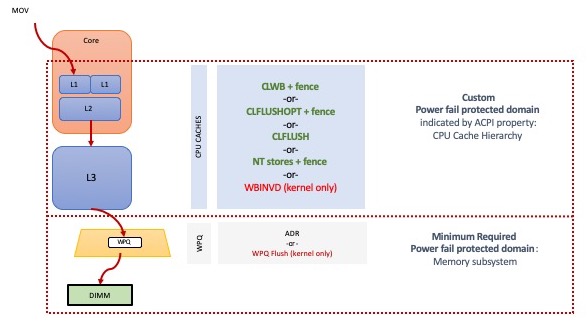 MOV
Core
L1
L1
L2
L3
WPQ
DIMM
CPU CACHES
CLWB + fence
-or-
CLFLUSHOPT + fence
-or-
CLFLUSH
-or-
NT stores + fence
-or-
WBINVD (kernel only)
Custom
Power fail protected domain
indicated by ACPI property:
CPU Cache Hierarchy
WPQ
ADR
-or-
WPQ Flush (kernel only)
Minimum Required
Power fail protected domain:
Memory subsystem